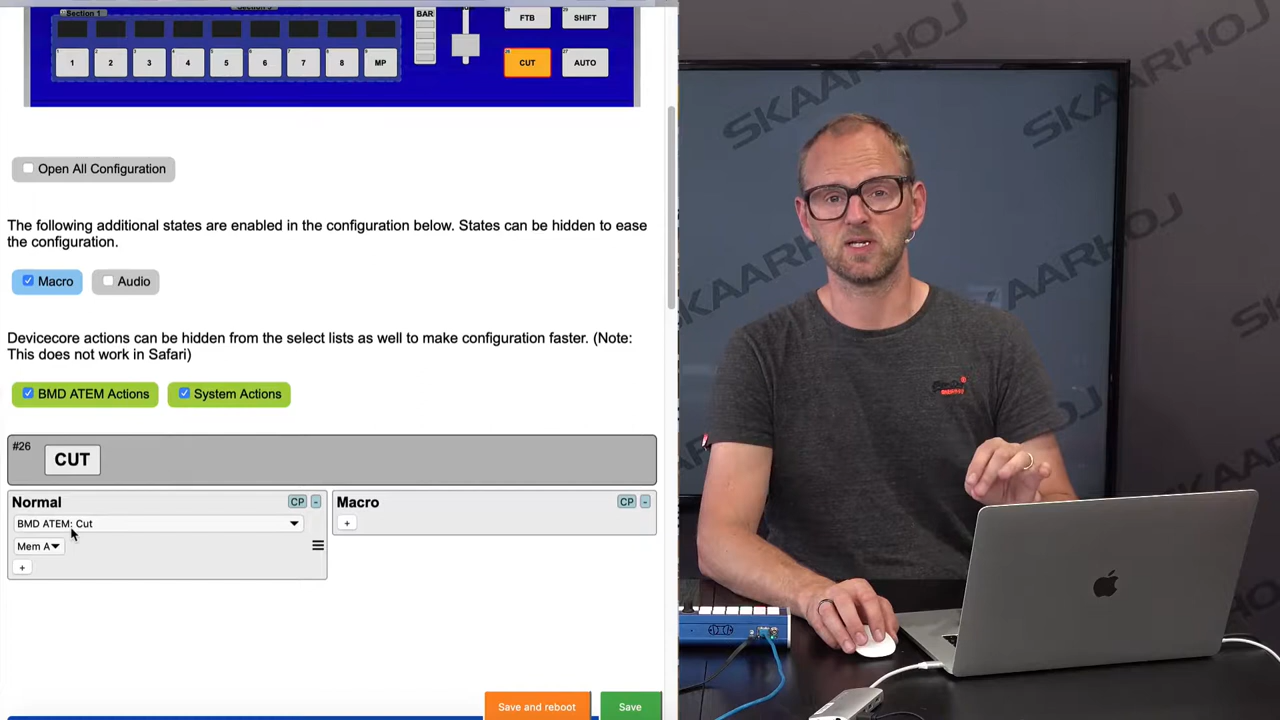 Section 1
BAR
FTB
SHIFT
1
2
3
4
5
6
7
8
MP
CUT
AUTO
Open All Configuration
The following additional states are enabled in the configuration below. States can be hidden to ease
the configuration.
Macro
Audio
Devicecore actions can be hidden from the select lists as well to make configuration faster. (Note:
This does not work in Safari)
BMD ATEM Actions
System Actions
#26
CUT
Normal
CP
-
Macro
CP
-
BMD ATEM: Cut
+
Mem A
+
Save and reboot
Save
SKAARHOJ
SKAARHOJ
SKAARHOJ